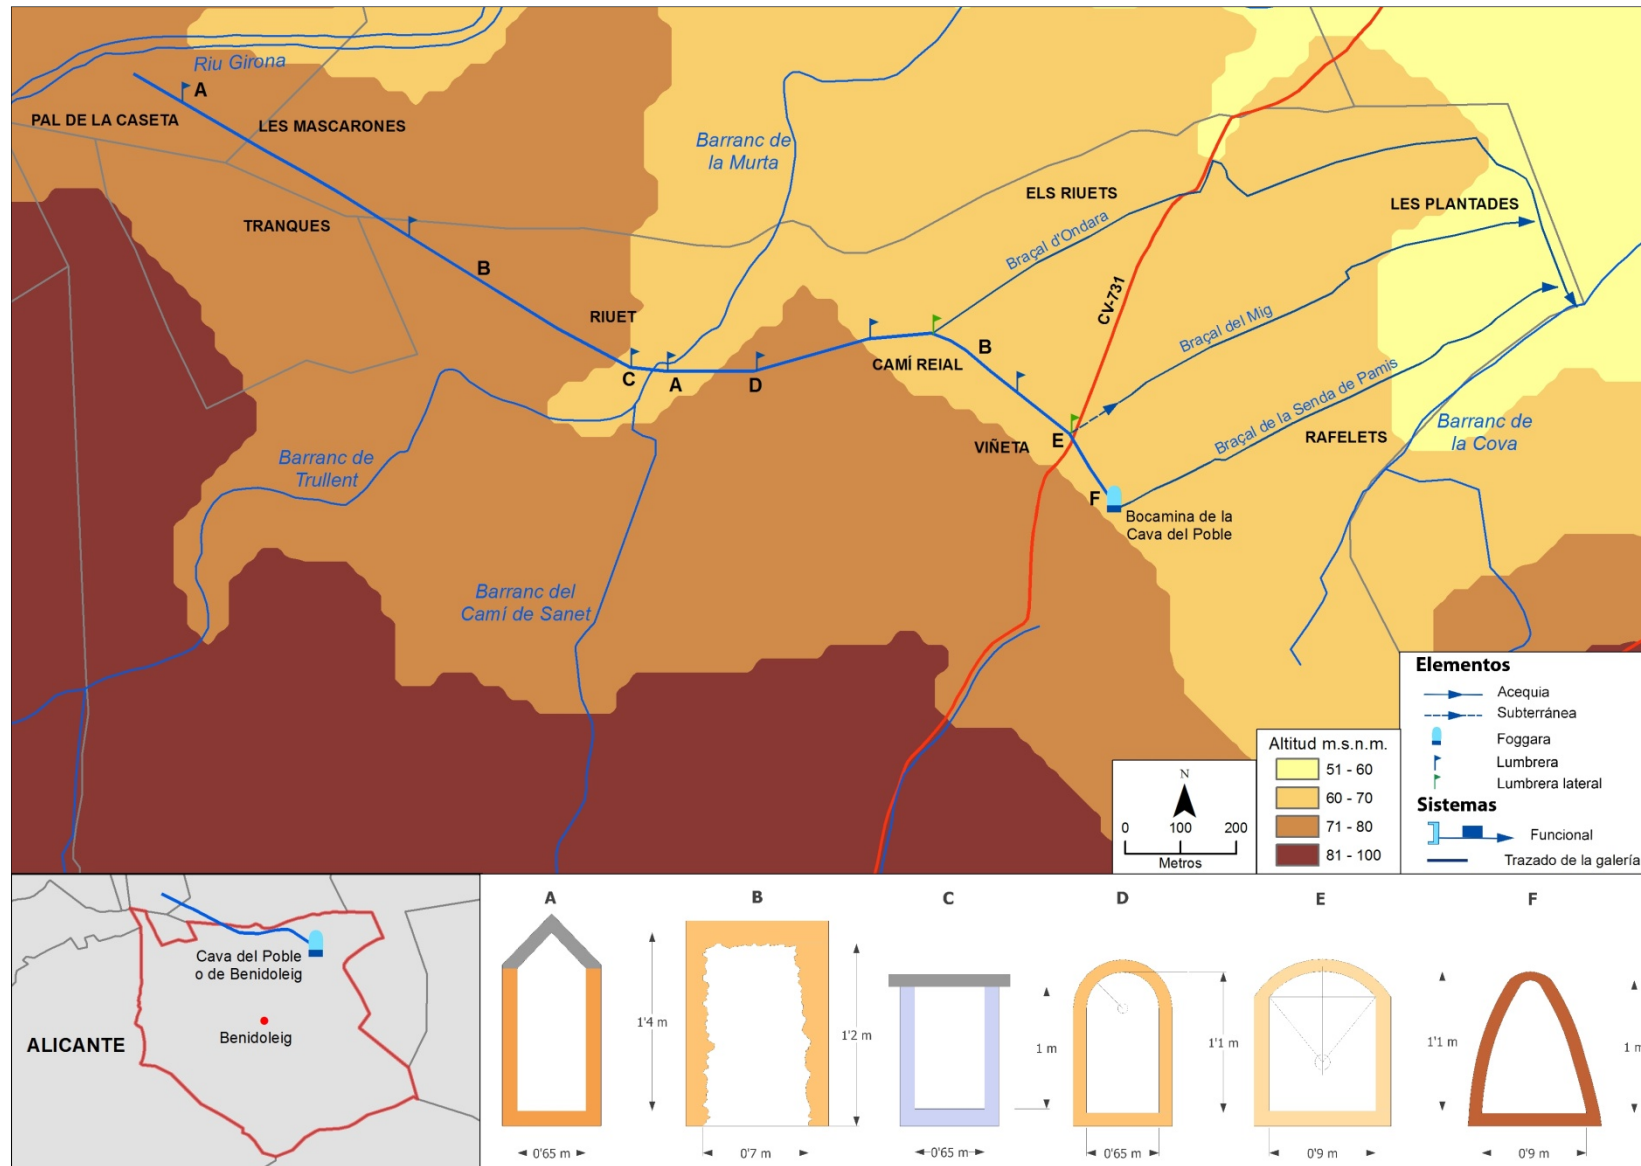 Riu Girona
A
PAL DE LA CASETA
LES MASCARONES
Barranc de
la Murta
TRANQUES
B
RIUET
C
A
D
ELS RIUETS
Braçal d'Ondara
LES PLANTADES
CV-731
Braçal del Mig
CAMÍ REIAL
B
VIÑETA
E
Braçal de la Senda de Pamis
RAFELETS
Barranc de
la Cova
F
Bocamina de la
Cava del Poble
Barranc de
Trullent
Barranc del
Camí de Sanet
N
0 100 200
Metros
Altitud m.s.n.m.
51 - 60
60 - 70
71 - 80
81 - 100
Elementos
Acequia
Subterránea
Foggara
Lumbrera
Lumbrera lateral
Sistemas
Funcional
Trazado de la galería
Cava del Poble
o de Benidoleig
Benidoleig
ALICANTE
A
B
C
D
E
F
1'4 m
1'2 m
1 m
1'1 m
1'1 m
1 m
0'65 m
0'7 m
0'65 m
0'65 m
0'9 m
0'9 m